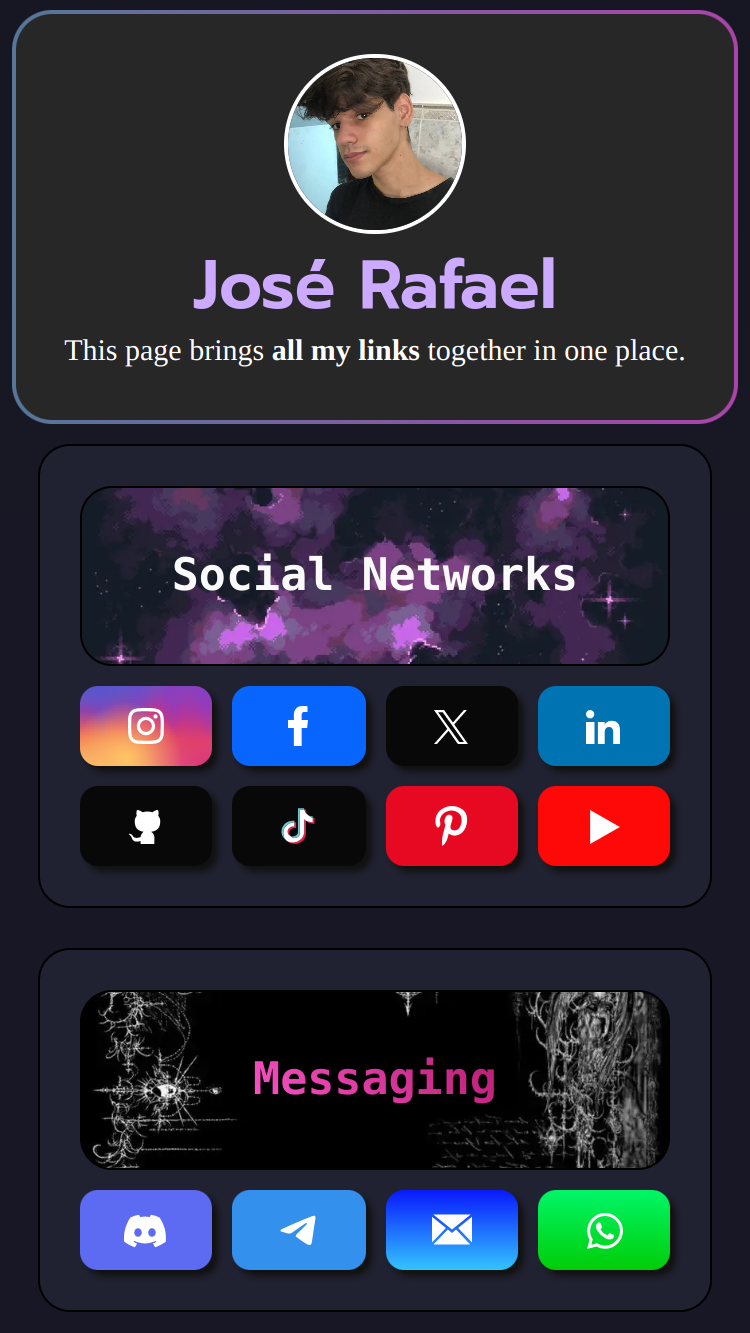 José Rafael
This page brings all my links together in one place.
Social Networks
Messaging